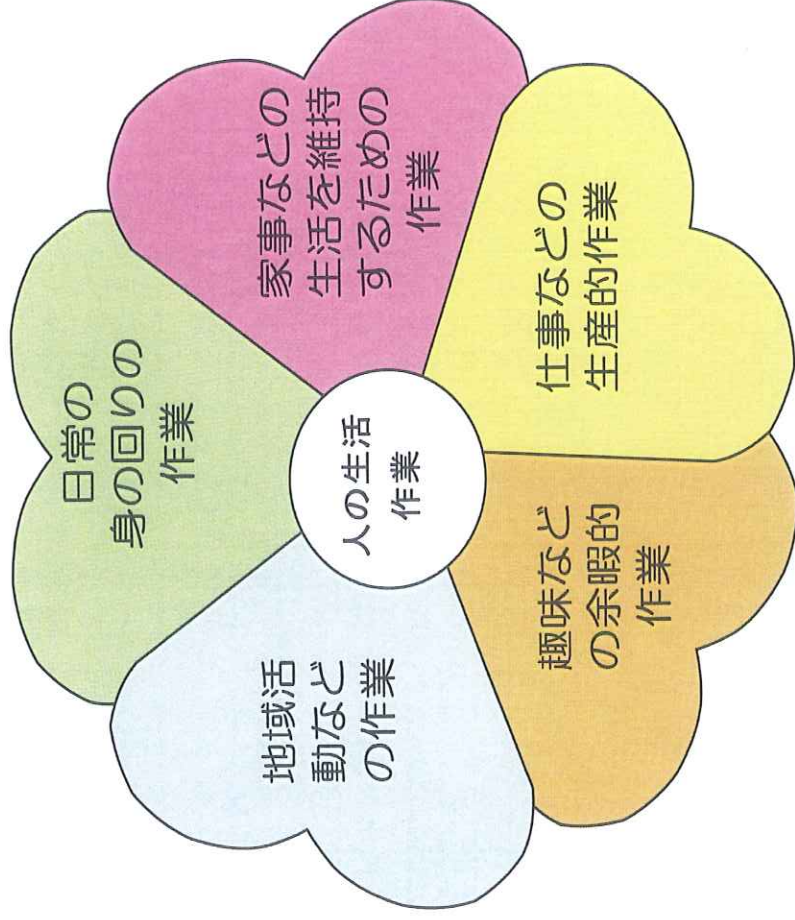 日常の
身の回りの
作業
家事などの
生活を維持
するための
作業
仕事などの
生産的作業
趣味など
の余暇的
作業
地域活
動など
の作業
人の生活
作業